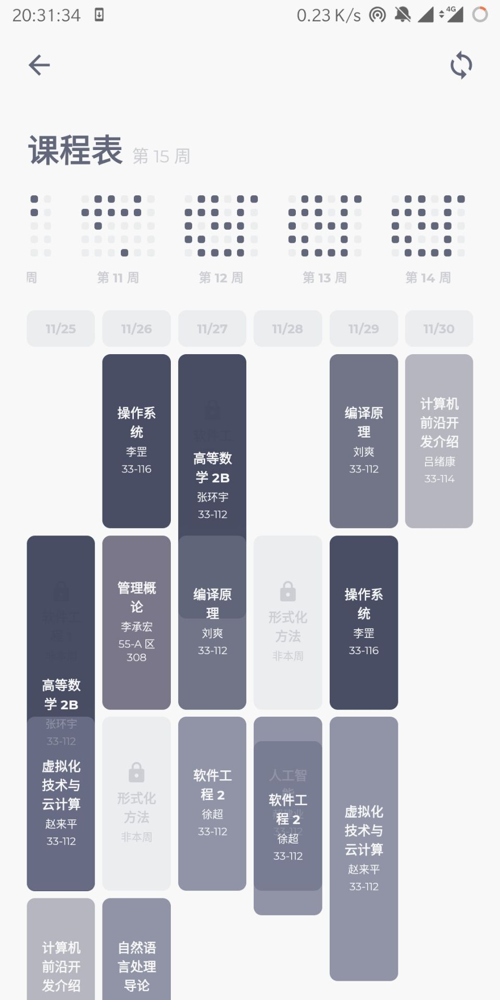 20:31:34
0.23 K/s
4G
课程表 第 15 周
周
第 11 周
第 12 周
第 13 周
第 14 周
11/25
11/26
11/27
11/28
11/29
11/30
操作系
统
李罡
33-116
软件工
高等数
学 2B
张环宇
33-112
编译原
理
刘爽
33-112
计算机
前沿开
发介绍
吕绪康
33-114
软件工
程 1
非本周
高等数
学 2B
张环宇
33-112
管理概
论
李承宏
55-A 区
308
编译原
理
刘爽
33-112
形式化
方法
非本周
操作系
统
李罡
33-116
虚拟化
技术与
云计算
赵来平
33-112
形式化
方法
非本周
软件工
程 2
徐超
33-112
人工智
能
33-112
软件工
程 2
徐超
33-112
虚拟化
技术与
云计算
赵来平
33-112
计算机
前沿开
发介绍
自然语
言处理
导论